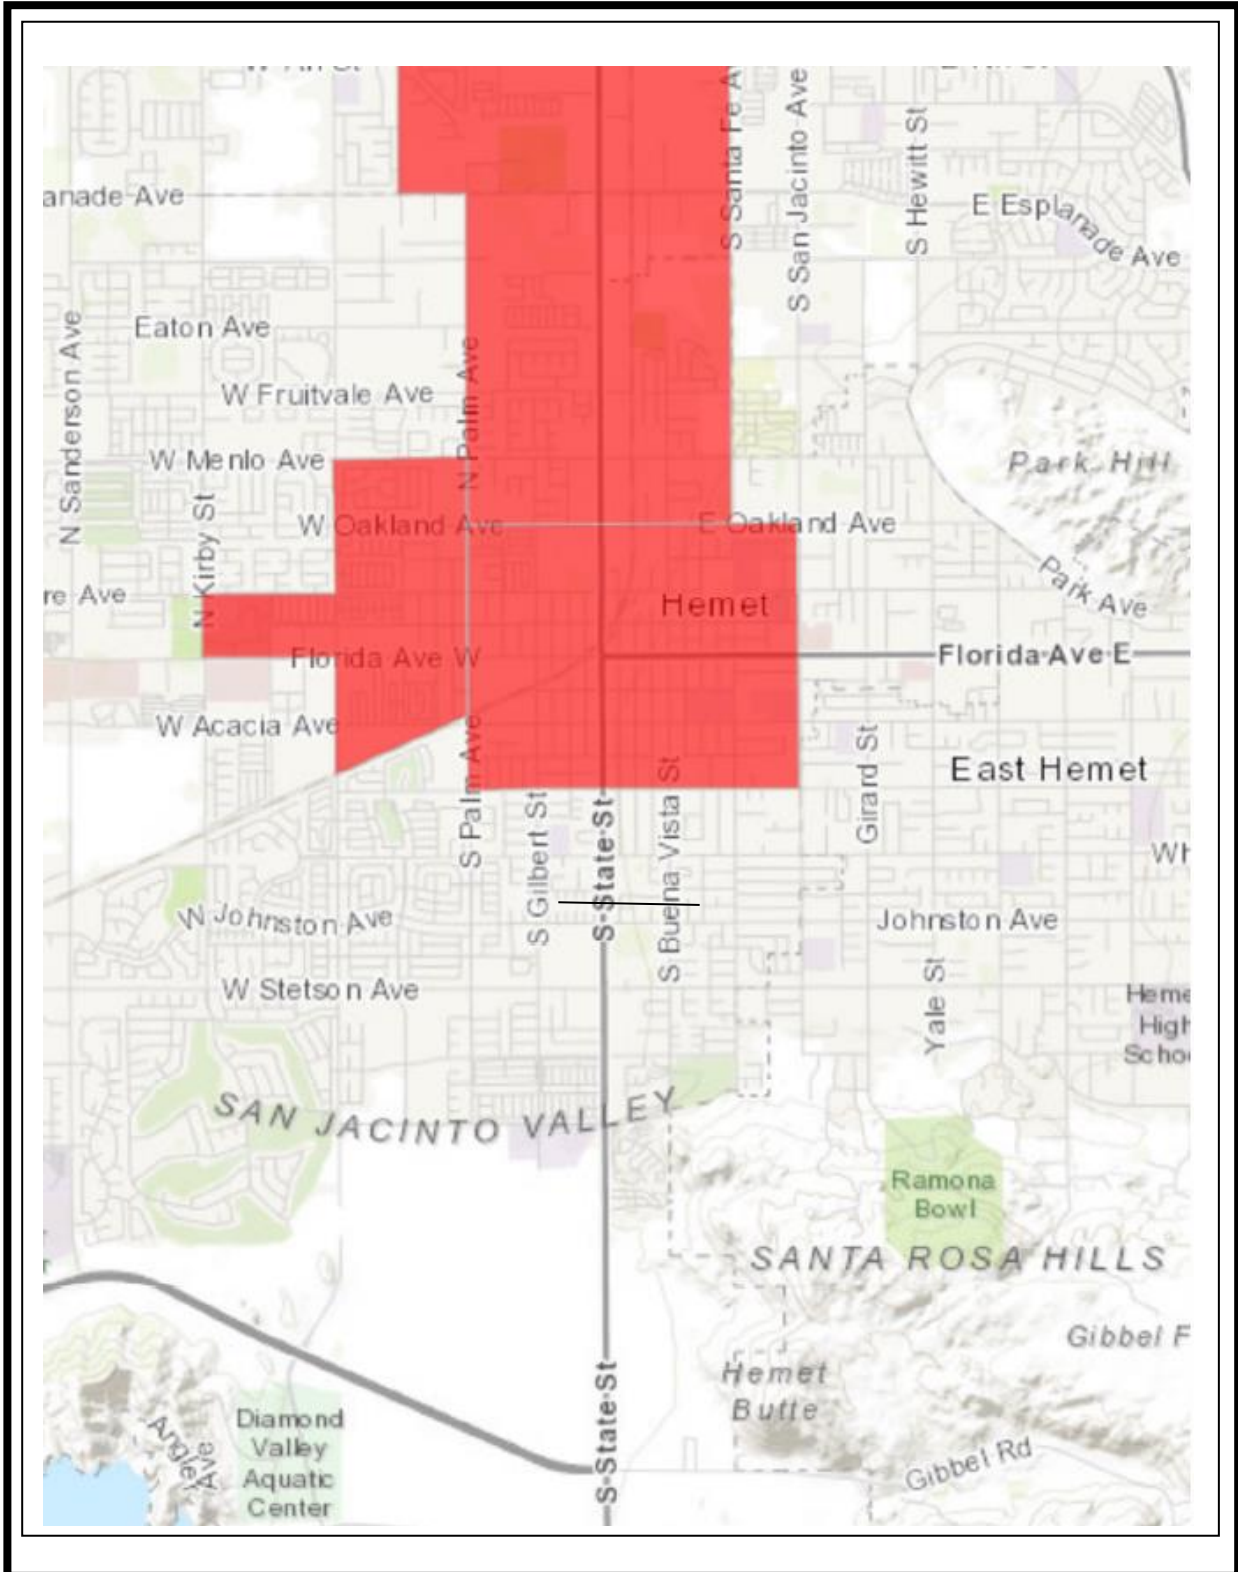 S Santa Fe A
S San Jacinto Ave
S Hewitt St
anade Ave
E Esplanade Ave
Eaton Ave
N Sanderson Ave
W Fruitvale Ave
N Palm Ave
W Menlo Ave
Park Hill
N Kirby St
W Oakland Ave
E Oakland Ave
re Ave
Park Ave
Hemet
Florida Ave W
Florida Ave E
W Acacia Ave
S Palm Ave
Girard St
East Hemet
S Gilbert St
S State St
S Buena Vista St
Wh
W Johnston Ave
Johnston Ave
W Stetson Ave
Yale St
Heme
High
Scho
SAN JACINTO VALLEY
Ramona
Bowl
SANTA ROSA HILLS
Gibbel F
Hemet
Butte
S State St
Diamond
Valley
Aquatic
Center
Angler
Ave
Gibbel Rd